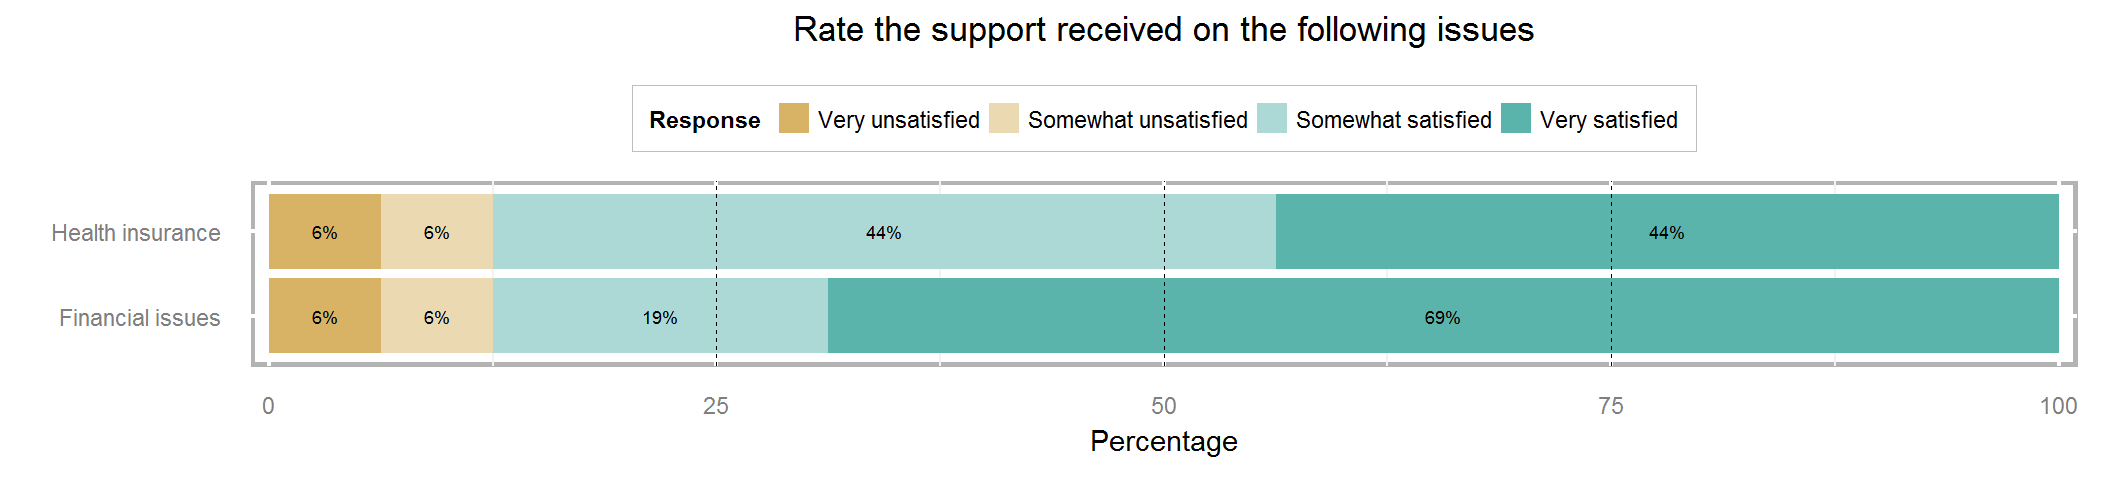 Rate the support received on the following issues
Response Very unsatisfied Somewhat unsatisfied Somewhat satisfied Very satisfied
Health insurance 6% 6% 44% 44%
Financial issues 6% 6% 19% 69%
0 25 50 75 100
Percentage